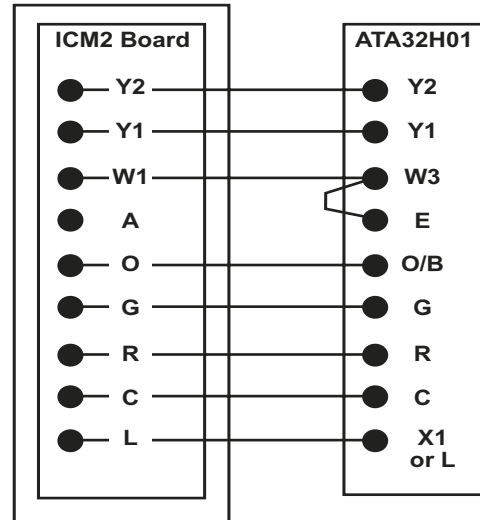 ICM2 Board
Y2
Y1
W1
A
O
G
R
C
L
ATA32H01
Y2
Y1
W3
E
O/B
G
R
C
X1
or L